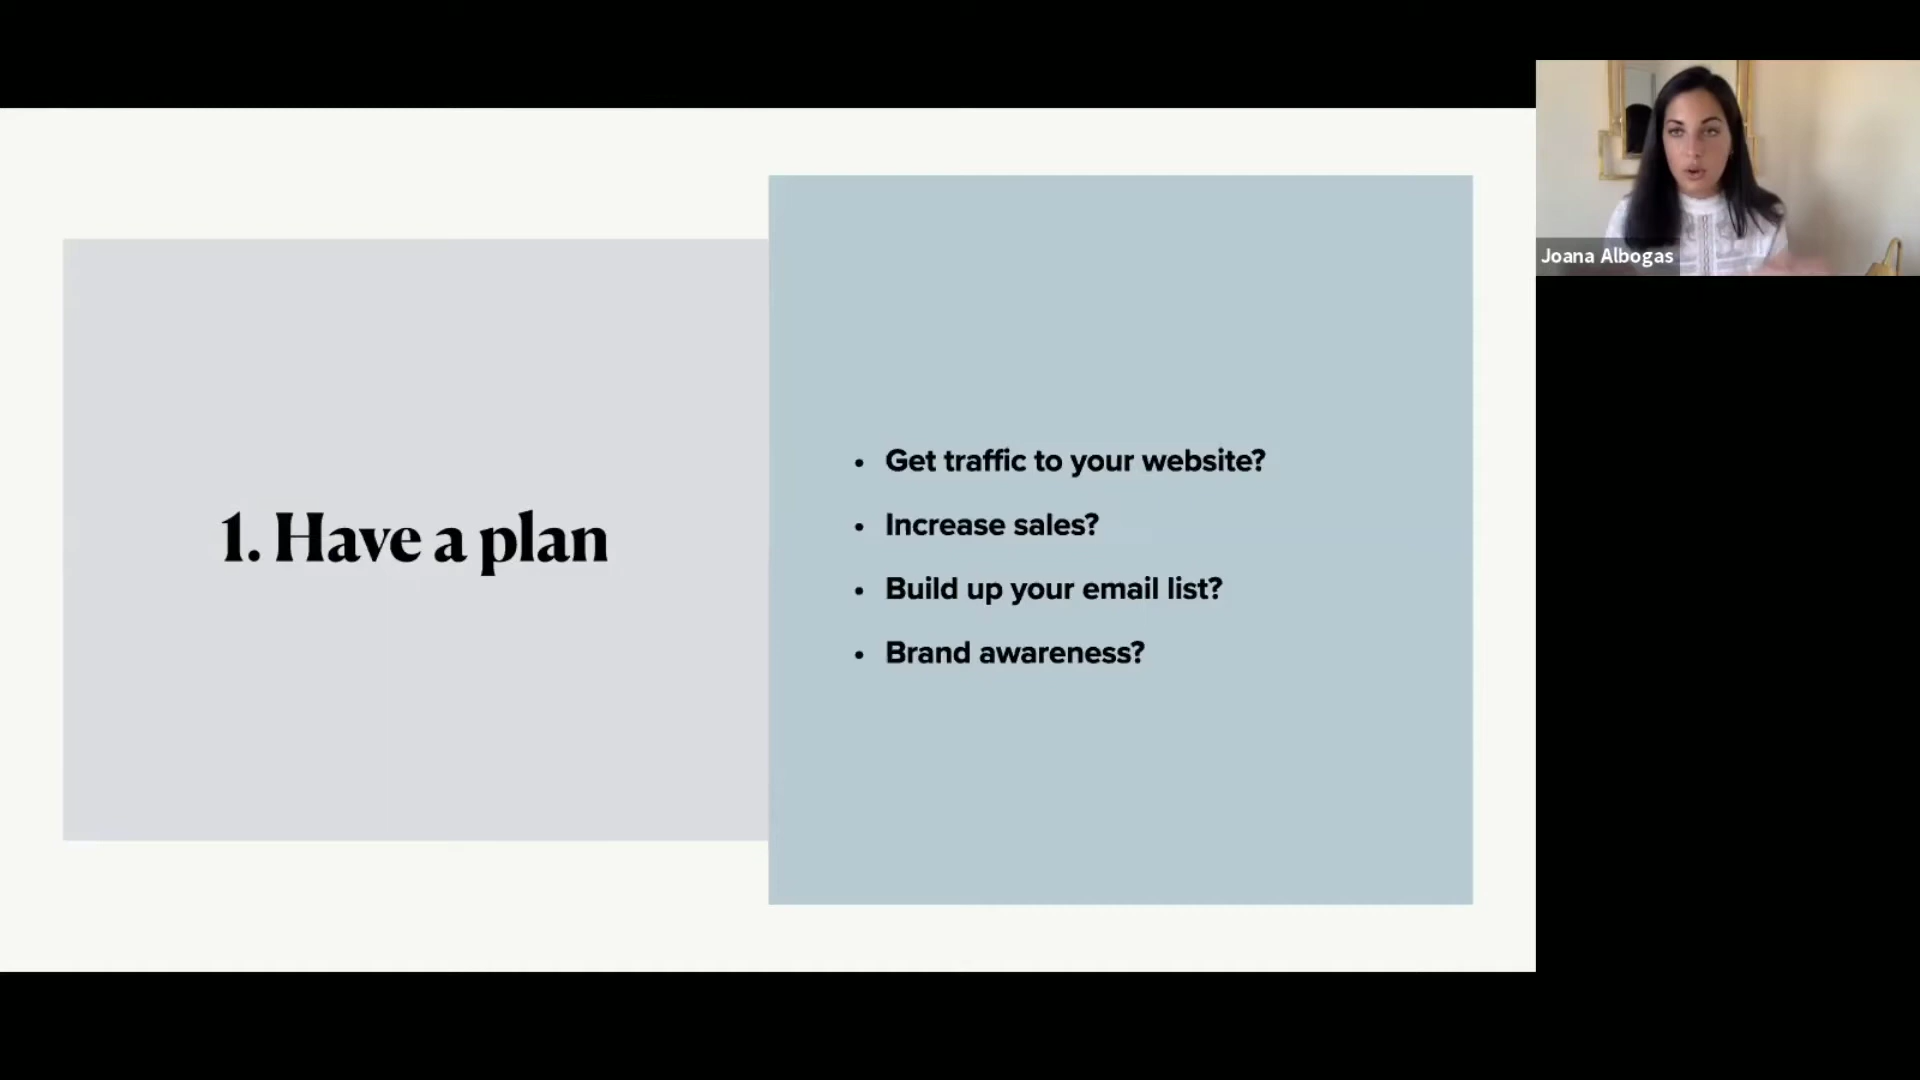 1. Have a plan
• Get traffic to your website?
• Increase sales?
• Build up your email list?
• Brand awareness?
Joana Albogas